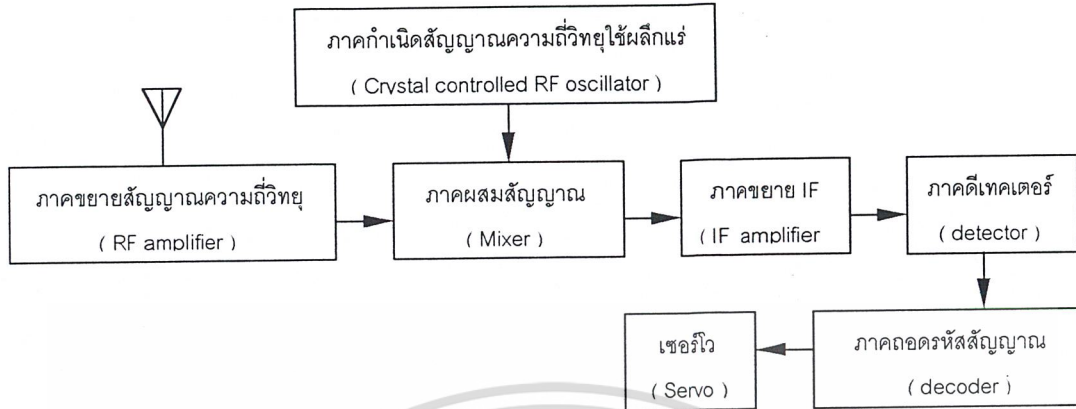 ภาคกำเนิดสัญญาณความถี่วิทยุใช้ผลึกแร่
( Crystal controlled RF oscillator )
ภาคขยายสัญญาณความถี่วิทยุ
( RF amplifier )
ภาคผสมสัญญาณ
( Mixer )
ภาคขยาย IF
( IF amplifier
ภาคดีเทคเตอร์
( detector )
เซอร์โว
( Servo )
ภาคถอดรหัสสัญญาณ
( decoder )